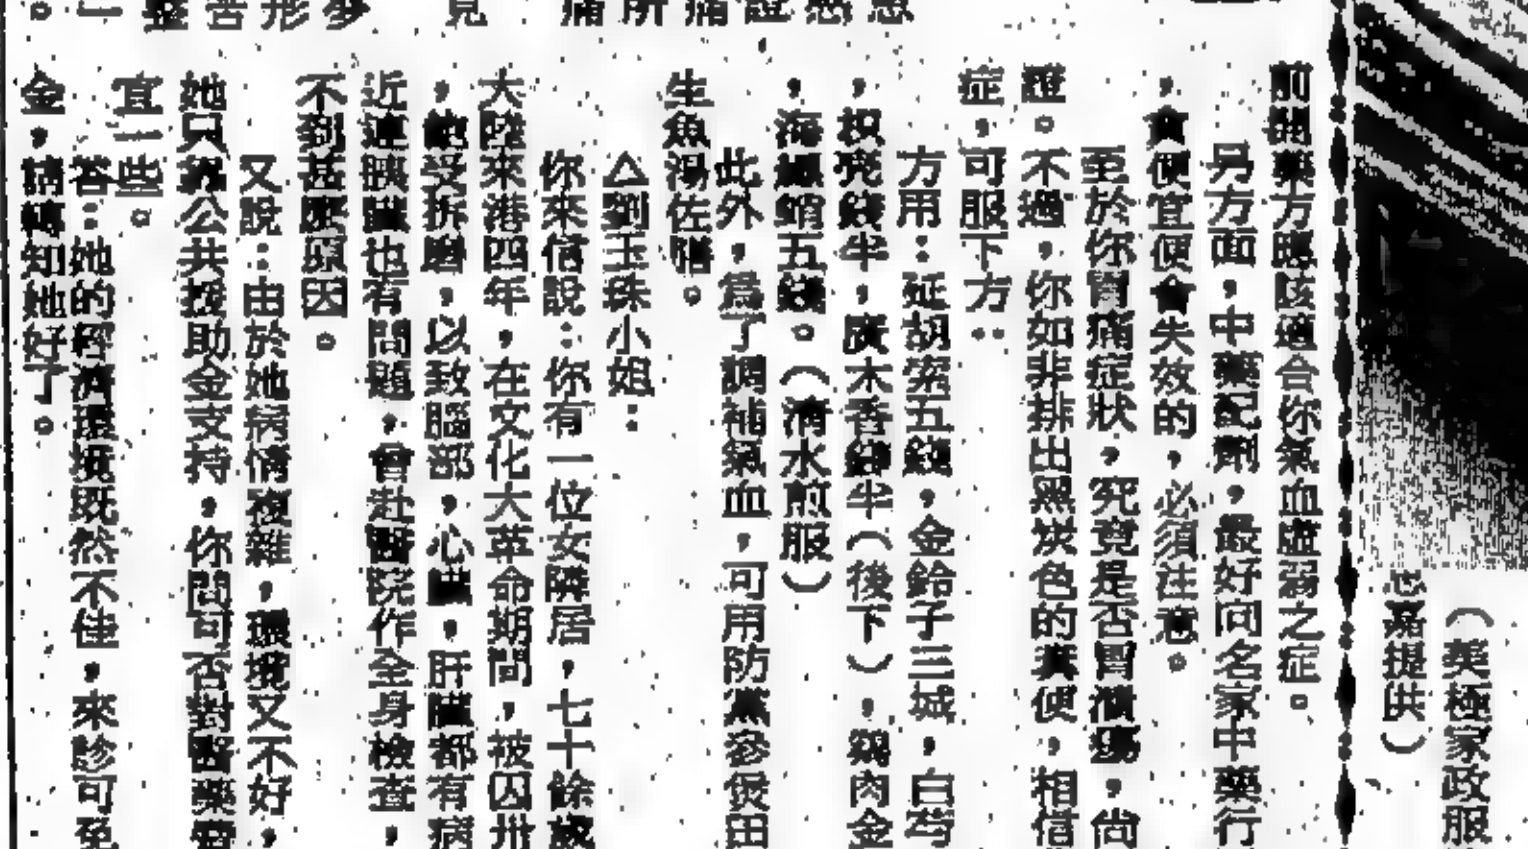 （英極家政服
嘉提供）
前開藥方應該適合你氣血虛弱之症。
另方面，中藥配劑，最好同名家中藥行
，貪便宜便會失效的，必須注意。
至於你胃痛症狀，究竟是否胃潰瘍，尚
證。不過，你如非排出黑炭色的糞便，相信
症，可服下方：
方用：延胡索五錢，金鈴子三城，白芍
，枳壳錢半，廣木香錢半（後下），鷄肉金
，海螵蛸五錢。（清水煎服）
此外，為了調補氣血，可用防黨參煲田
生魚湯佐膳。
△劉玉珠小姐：
你來信說：你有一位女隣居，七十餘歲
大陸來港四年，在文化大革命期間，被囚卅
，她受拆磨，以致腦部，心臟，肝臟都有病
近連胰臟也有問題，曾赴醫院作全身檢查，
不到甚麼原因。
又說：由於她病情複雜，環境又不好，
她只靠公共援助金支持，你問可否對醫藥費
宜一些。
答：她的經濟環境既然不佳，來診可免
金，請轉知她好了。